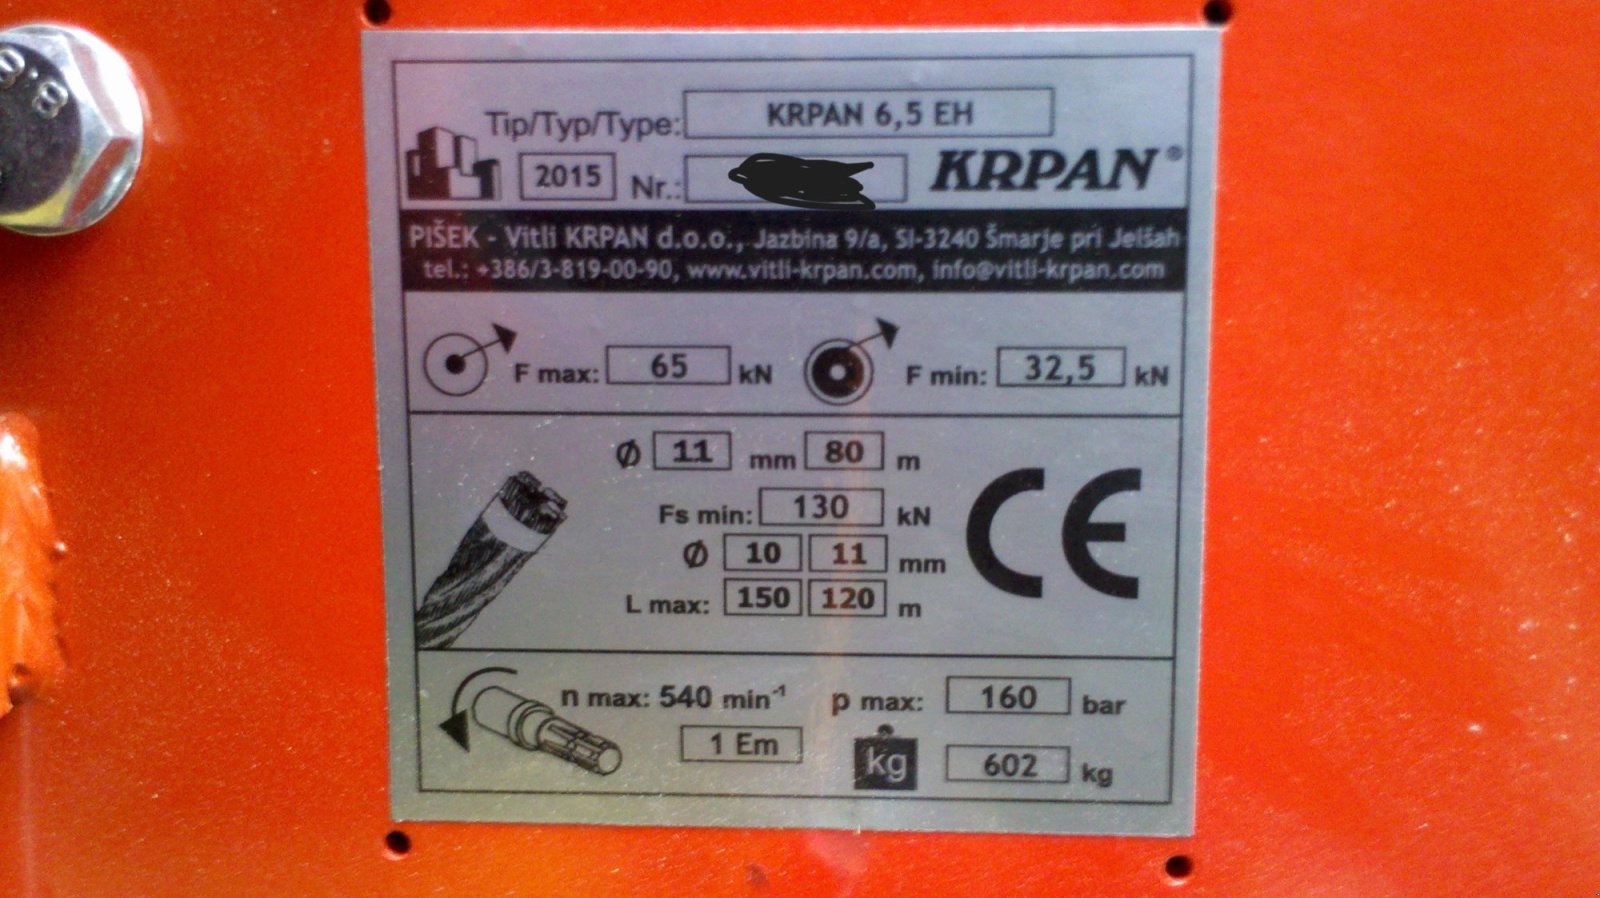 8.8
Tip/Typ/Type: KRPAN 6,5 EH
2015 Nr.: KRPAN®
PIŠEK - Vitli KRPAN d.o.o., Jazbina 9/a, SI-3240 Šmarje pri Jelšah
tel.: +386/3-819-00-90, www.vitli-krpan.com, info@vitli-krpan.com
F max: 65 kN F min: 32,5 kN
Ø 11 mm 80 m
Fs min: 130 kN
Ø 10 11 mm
L max: 150 120 m
CE
n max: 540 min⁻¹ p max: 160 bar
1 Em kg 602 kg